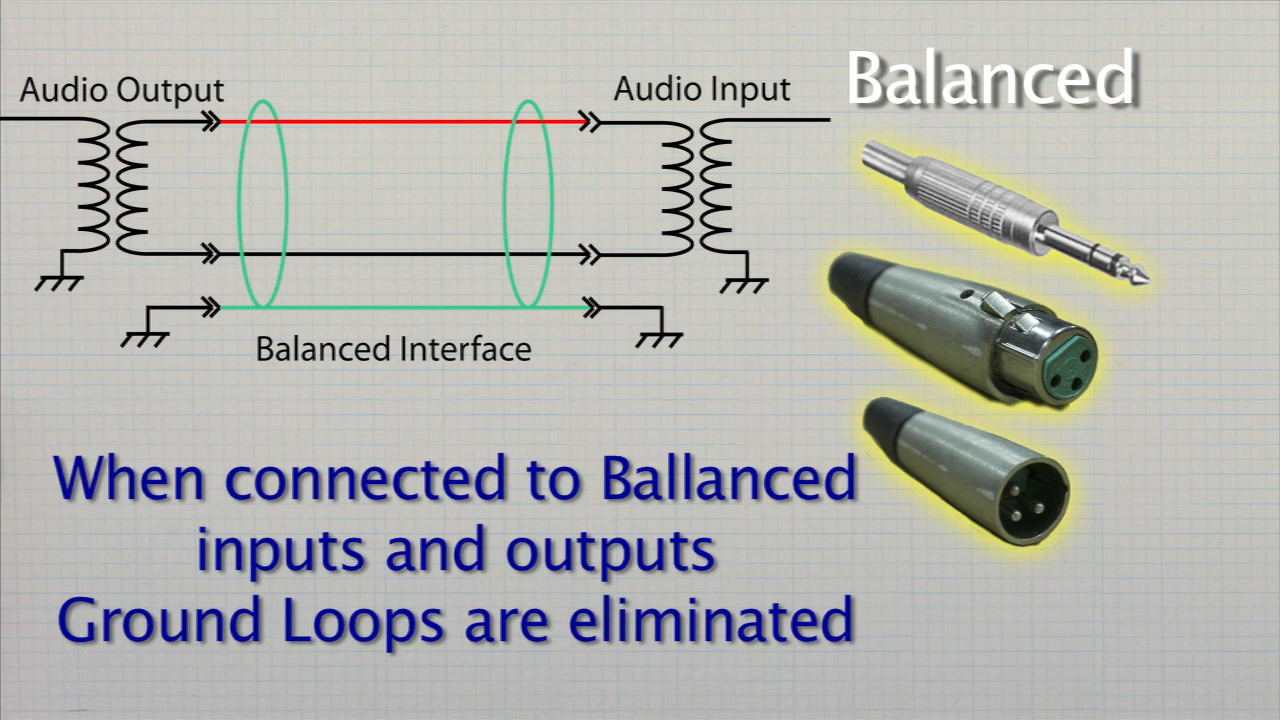 Audio Output
Audio Input
Balanced
Balanced Interface
When connected to Ballanced
inputs and outputs
Ground Loops are eliminated